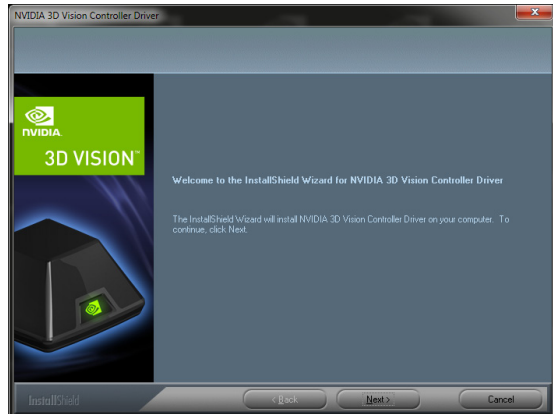 NVIDIA 3D Vision Controller Driver
NVIDIA.
3D VISION™
Welcome to the InstallShield Wizard for NVIDIA 3D Vision Controller Driver
The InstallShield Wizard will install NVIDIA 3D Vision Controller Driver on your computer. To
continue, click Next.
InstallShield
< Back
Next >
Cancel